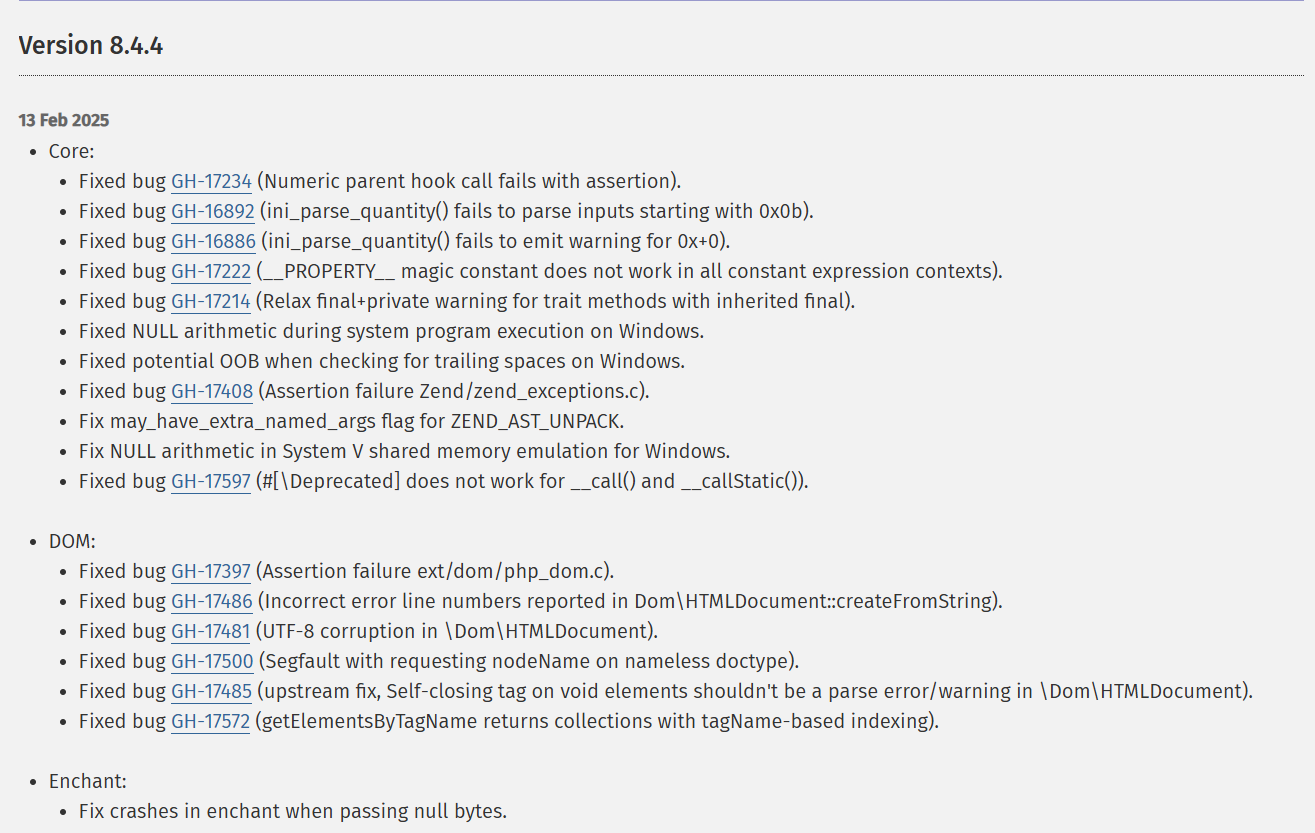 Version 8.4.4
13 Feb 2025
• Core:
• Fixed bug GH-17234 (Numeric parent hook call fails with assertion).
• Fixed bug GH-16892 (ini_parse_quantity() fails to parse inputs starting with 0x0b).
• Fixed bug GH-16886 (ini_parse_quantity() fails to emit warning for 0x+0).
• Fixed bug GH-17222 (__PROPERTY__ magic constant does not work in all constant expression contexts).
• Fixed bug GH-17214 (Relax final+private warning for trait methods with inherited final).
• Fixed NULL arithmetic during system program execution on Windows.
• Fixed potential OOB when checking for trailing spaces on Windows.
• Fixed bug GH-17408 (Assertion failure Zend/zend_exceptions.c).
• Fix may_have_extra_named_args flag for ZEND_AST_UNPACK.
• Fix NULL arithmetic in System V shared memory emulation for Windows.
• Fixed bug GH-17597 (#[\Deprecated] does not work for __call() and __callStatic()).
• DOM:
• Fixed bug GH-17397 (Assertion failure ext/dom/php_dom.c).
• Fixed bug GH-17486 (Incorrect error line numbers reported in Dom\HTMLDocument::createFromString).
• Fixed bug GH-17481 (UTF-8 corruption in \Dom\HTMLDocument).
• Fixed bug GH-17500 (Segfault with requesting nodeName on nameless doctype).
• Fixed bug GH-17485 (upstream fix, Self-closing tag on void elements shouldn't be a parse error/warning in \Dom\HTMLDocument).
• Fixed bug GH-17572 (getElementsByTagName returns collections with tagName-based indexing).
• Enchant:
• Fix crashes in enchant when passing null bytes.